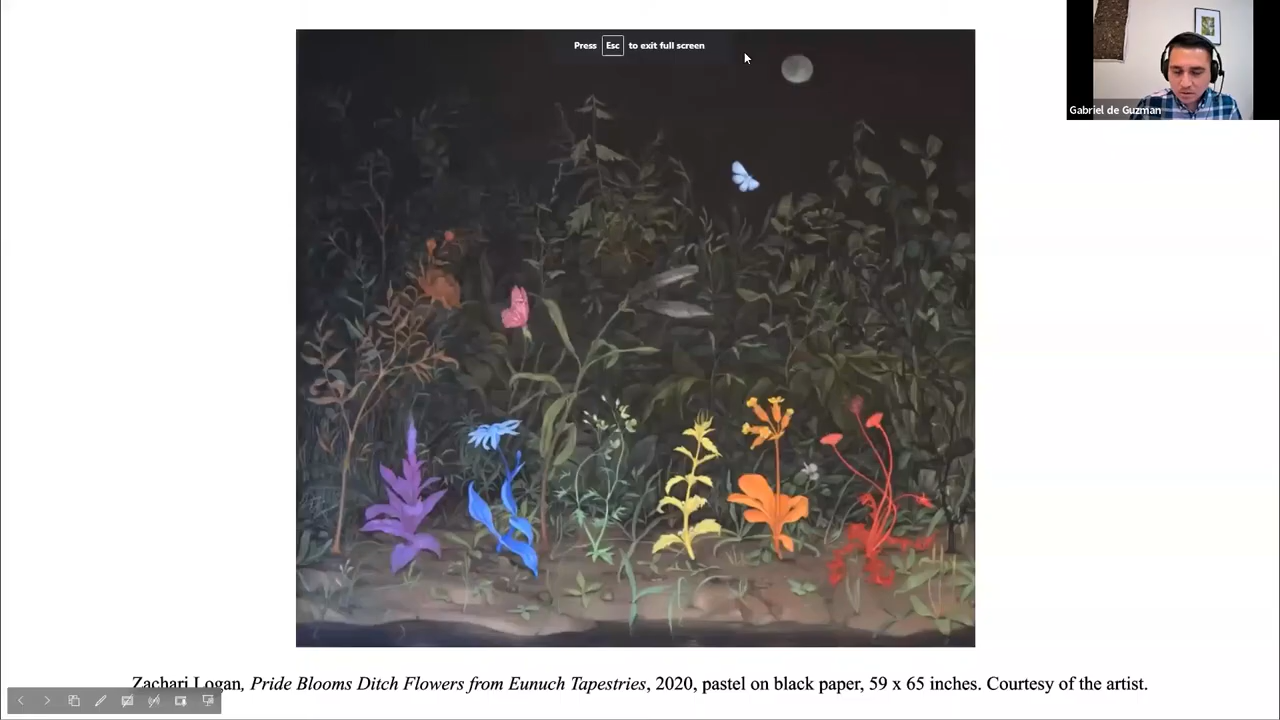 Press Esc to exit full screen
Gabriel de Guzman
Zachari Logan, Pride Blooms Ditch Flowers from Eunuch Tapestries, 2020, pastel on black paper, 59 x 65 inches. Courtesy of the artist.